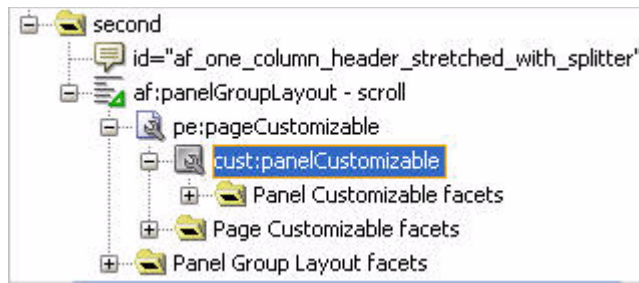 second
id="af_one_column_header_stretched_with_splitter"
af:panelGroupLayout - scroll
pe:pageCustomizable
cust:panelCustomizable
Panel Customizable facets
Page Customizable facets
Panel Group Layout facets